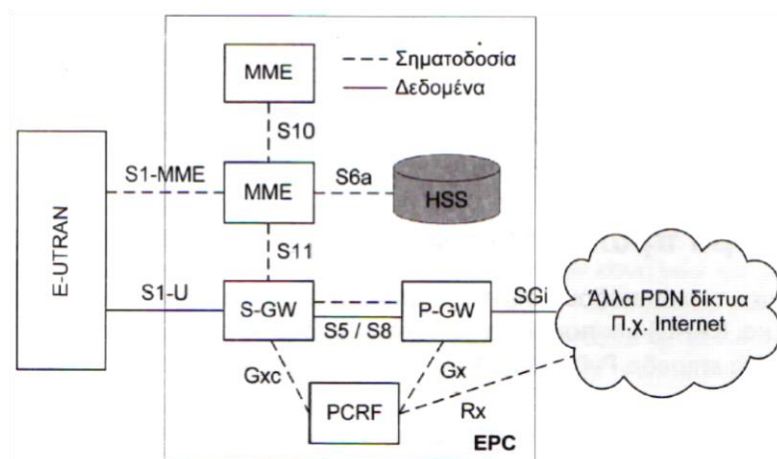 MME
Σηματοδοσία
Δεδομένα
S10
S1-MME
MME
S6a
HSS
E-UTRAN
S11
S1-U
S-GW
S5 / S8
P-GW
SGi
Άλλα PDN δίκτυα
Π.χ. Internet
Gxc
Gx
PCRF
Rx
EPC